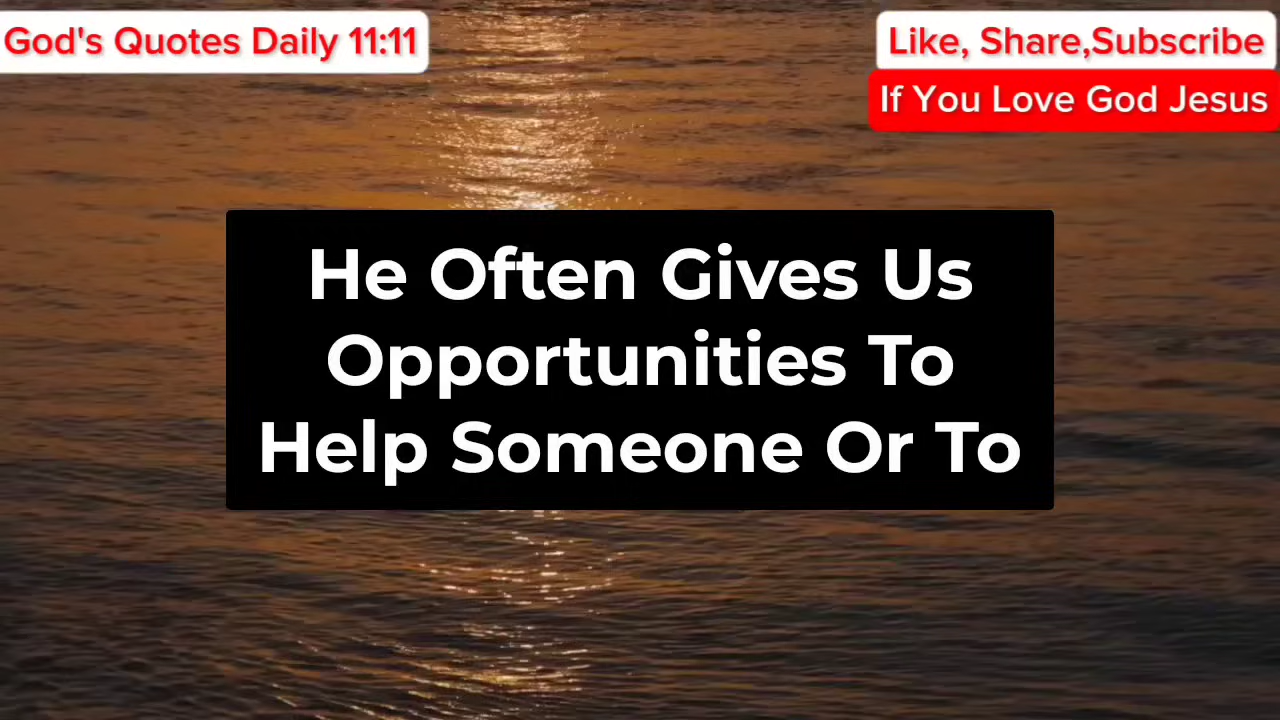 God's Quotes Daily 11:11
Like, Share,Subscribe
If You Love God Jesus
He Often Gives Us
Opportunities To
Help Someone Or To